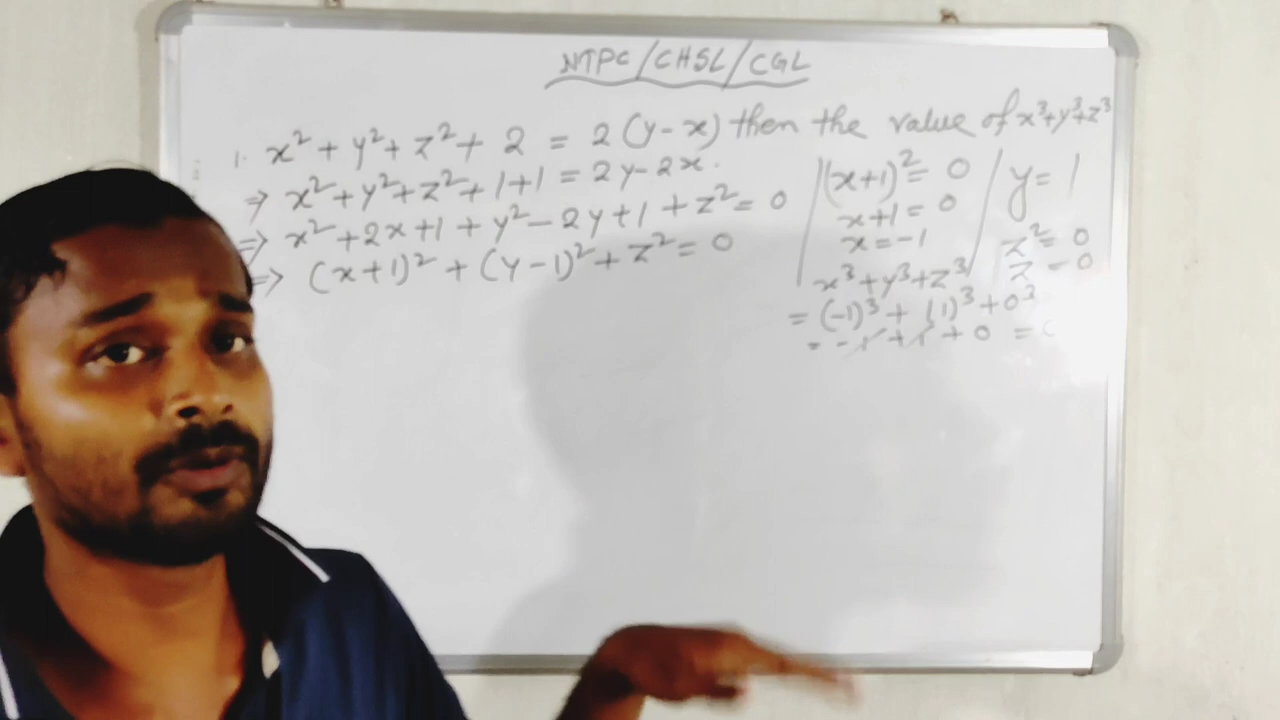 NTPC/CHSL/CGL
1. x² + y² + z² + 2 = 2(y-x) then the value of x³+y³+z³
⇒ x² + y² + z² + 1 + 1 = 2y - 2x.
⇒ x² + 2x + 1 + y² - 2y + 1 + z² = 0
⇒ (x+1)² + (y-1)² + z² = 0
(x+1)² = 0
x+1 = 0
x = -1
y = 1
z² = 0
z = 0
x³ + y³ + z³
= (-1)³ + (1)³ + 0³
= -1 + 1 + 0 =